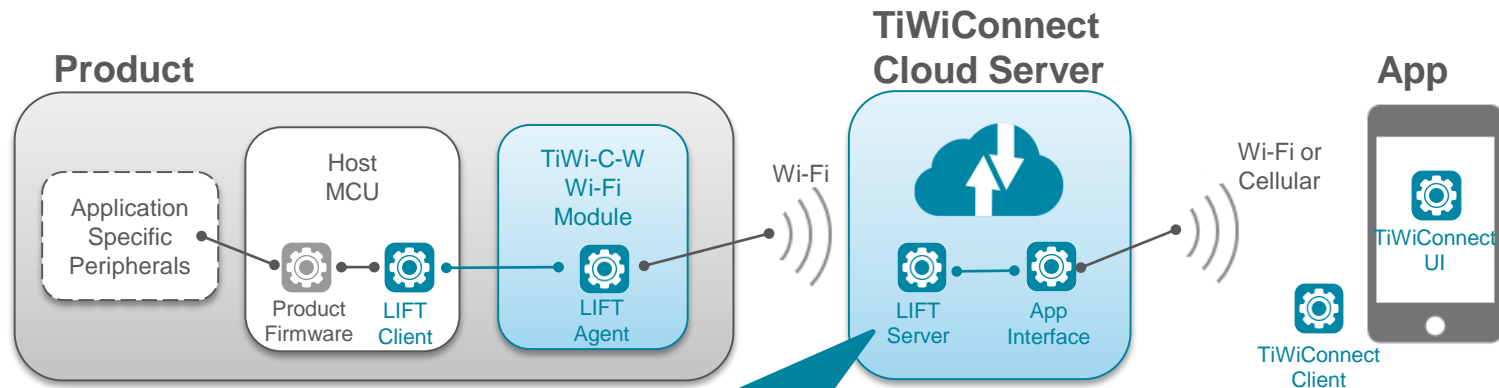 Product
TiWiConnect
Cloud Server
App
Application
Specific
Peripherals
Host
MCU
Product
Firmware
LIFT
Client
TiWi-C-W
Wi-Fi
Module
LIFT
Agent
Wi-Fi
LIFT
Server
App
Interface
Wi-Fi or
Cellular
TiWiConnect
UI
TiWiConnect
Client